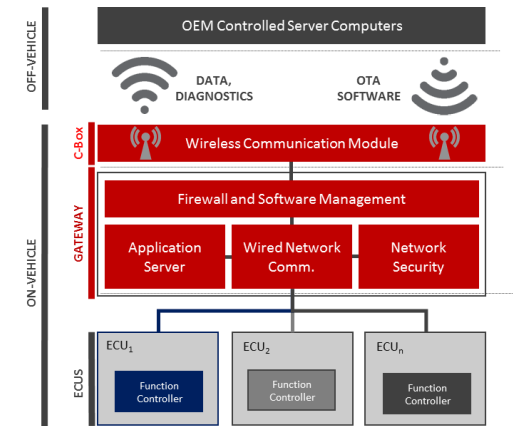 OFF-VEHICLE
OEM Controlled Server Computers
DATA,
DIAGNOSTICS
OTA
SOFTWARE
ON-VEHICLE
C-Box
Wireless Communication Module
GATEWAY
Firewall and Software Management
Application
Server
Wired Network
Comm.
Network
Security
ECUS
ECU1
Function
Controller
ECU2
Function
Controller
ECUn
Function
Controller